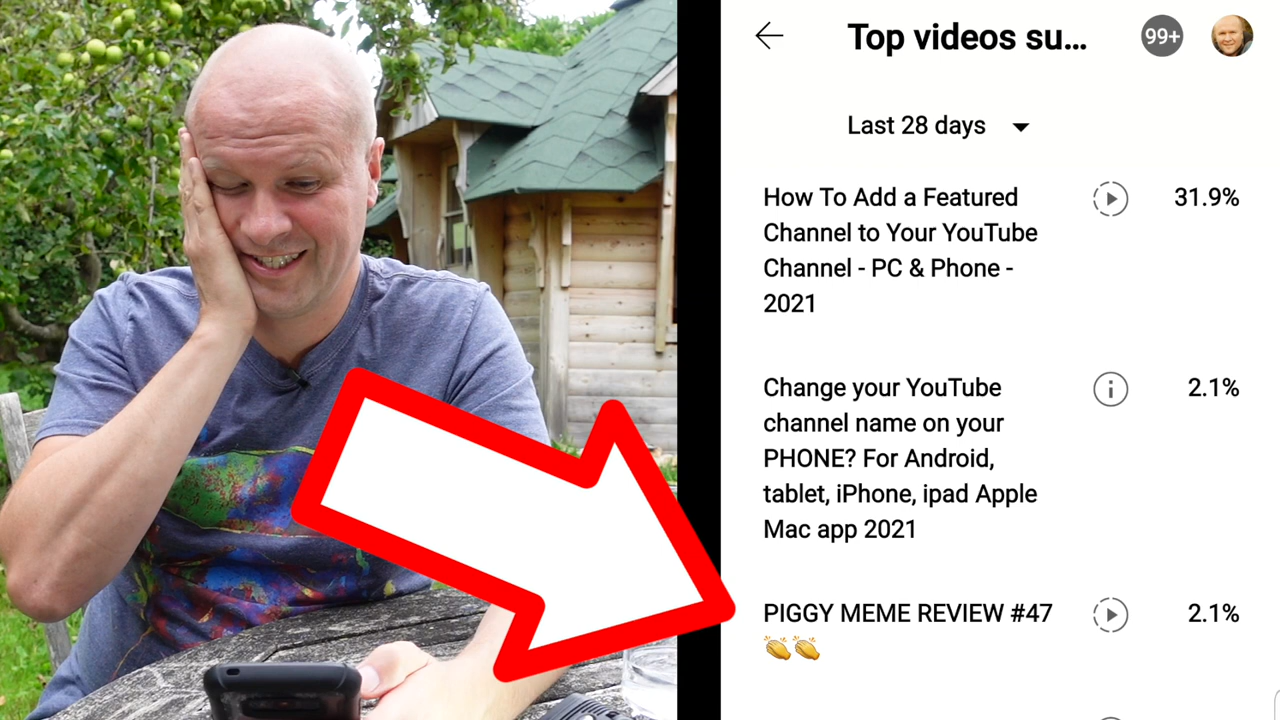 Top videos su...
99+
Last 28 days
How To Add a Featured
Channel to Your YouTube
Channel - PC & Phone -
2021
31.9%
Change your YouTube
channel name on your
PHONE? For Android,
tablet, iPhone, ipad Apple
Mac app 2021
2.1%
PIGGY MEME REVIEW #47
👏👏
2.1%